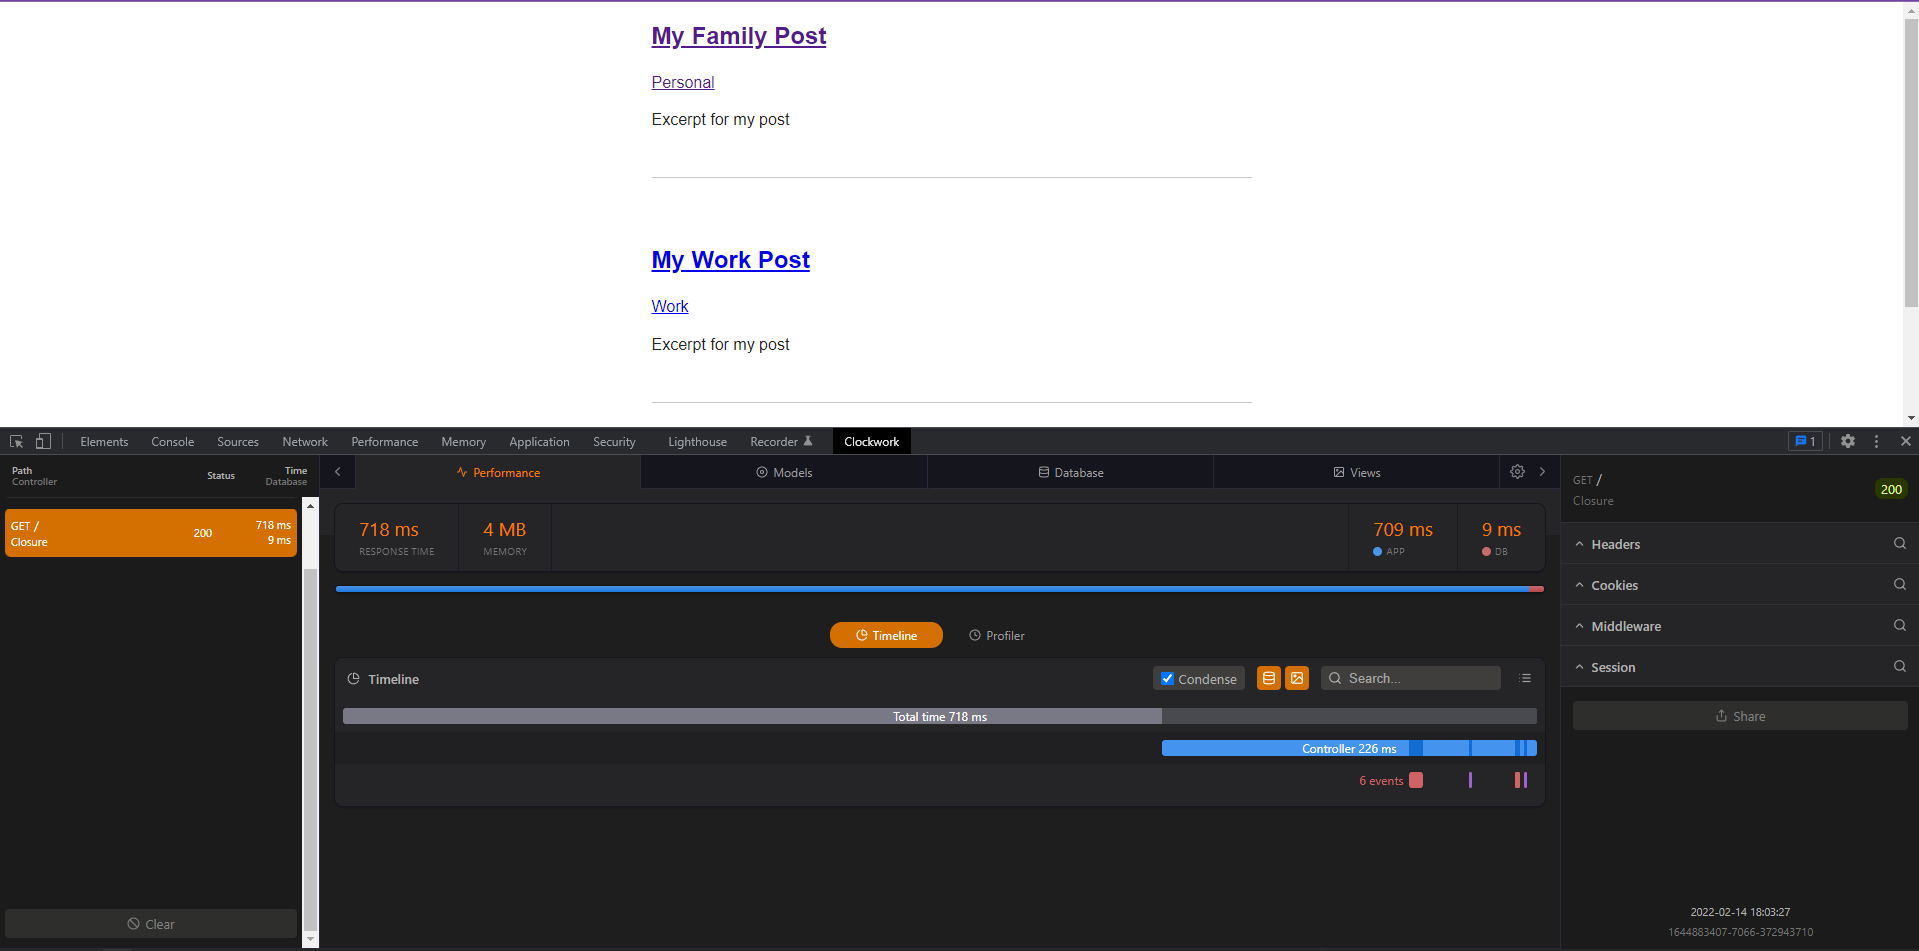 My Family Post
Personal
Excerpt for my post
My Work Post
Work
Excerpt for my post
Elements Console Sources Network Performance Memory Application Security Lighthouse Recorder Clockwork 1
Path
Controller
Status
Time
Database
GET /
Closure
200
718 ms
9 ms
Clear
Performance Models Database Views
718 ms
RESPONSE TIME
4 MB
MEMORY
709 ms
APP
9 ms
DB
Timeline Profiler
Timeline Condense Search...
Total time 718 ms
Controller 226 ms
6 events
GET /
Closure
200
Headers
Cookies
Middleware
Session
Share
2022-02-14 18:03:27
1644883407-7066-372943710